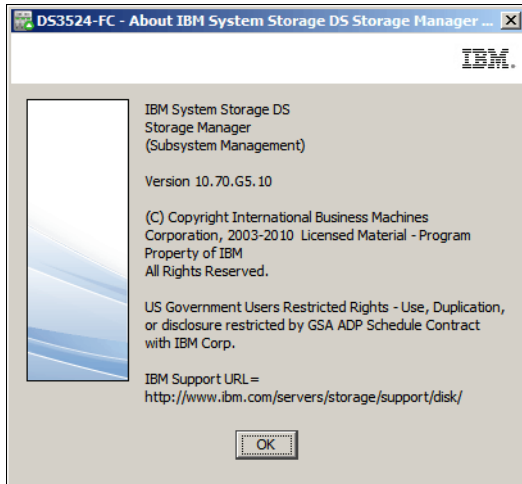 DS3524-FC - About IBM System Storage DS Storage Manager ...
IBM.
IBM System Storage DS
Storage Manager
(Subsystem Management)
Version 10.70.G5.10
(C) Copyright International Business Machines
Corporation, 2003-2010 Licensed Material - Program
Property of IBM
All Rights Reserved.
US Government Users Restricted Rights - Use, Duplication,
or disclosure restricted by GSA ADP Schedule Contract
with IBM Corp.
IBM Support URL=
http://www.ibm.com/servers/storage/support/disk/
OK